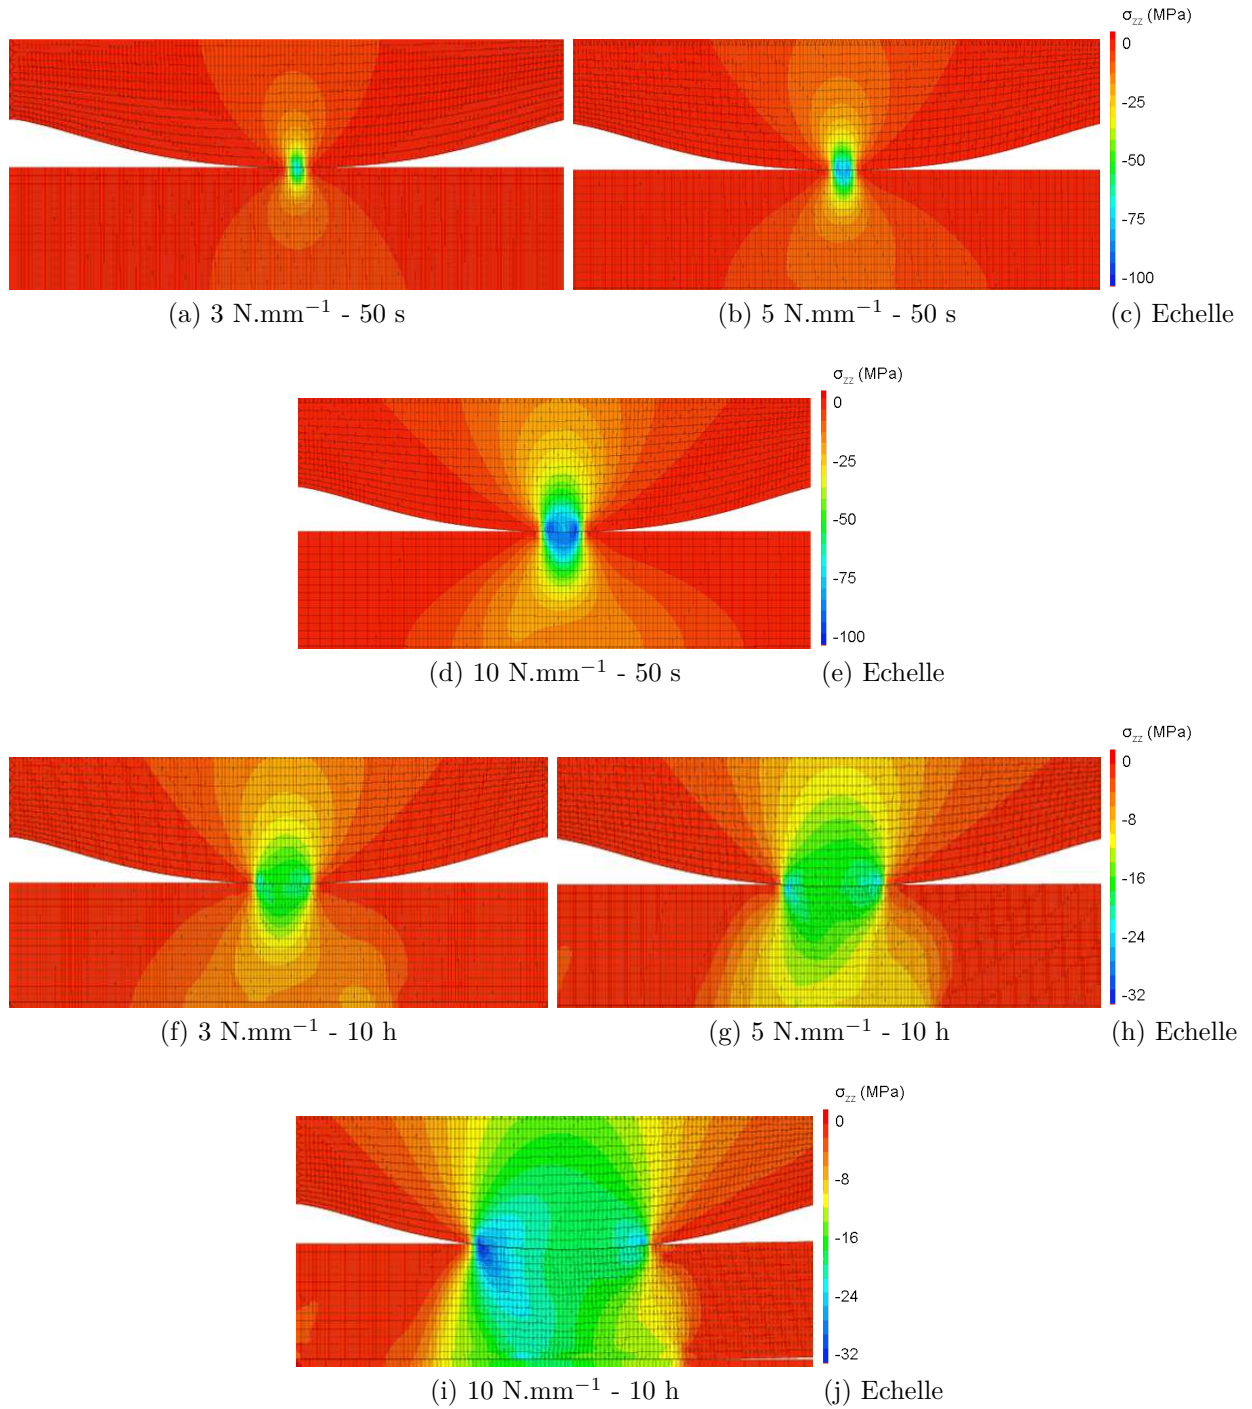 σzz (MPa)
0
-25
-50
-75
-100
(a) 3 N.mm⁻¹ - 50 s
(b) 5 N.mm⁻¹ - 50 s
(c) Echelle
σzz (MPa)
0
-25
-50
-75
-100
(d) 10 N.mm⁻¹ - 50 s
(e) Echelle
σzz (MPa)
0
-8
-16
-24
-32
(f) 3 N.mm⁻¹ - 10 h
(g) 5 N.mm⁻¹ - 10 h
(h) Echelle
σzz (MPa)
0
-8
-16
-24
-32
(i) 10 N.mm⁻¹ - 10 h
(j) Echelle